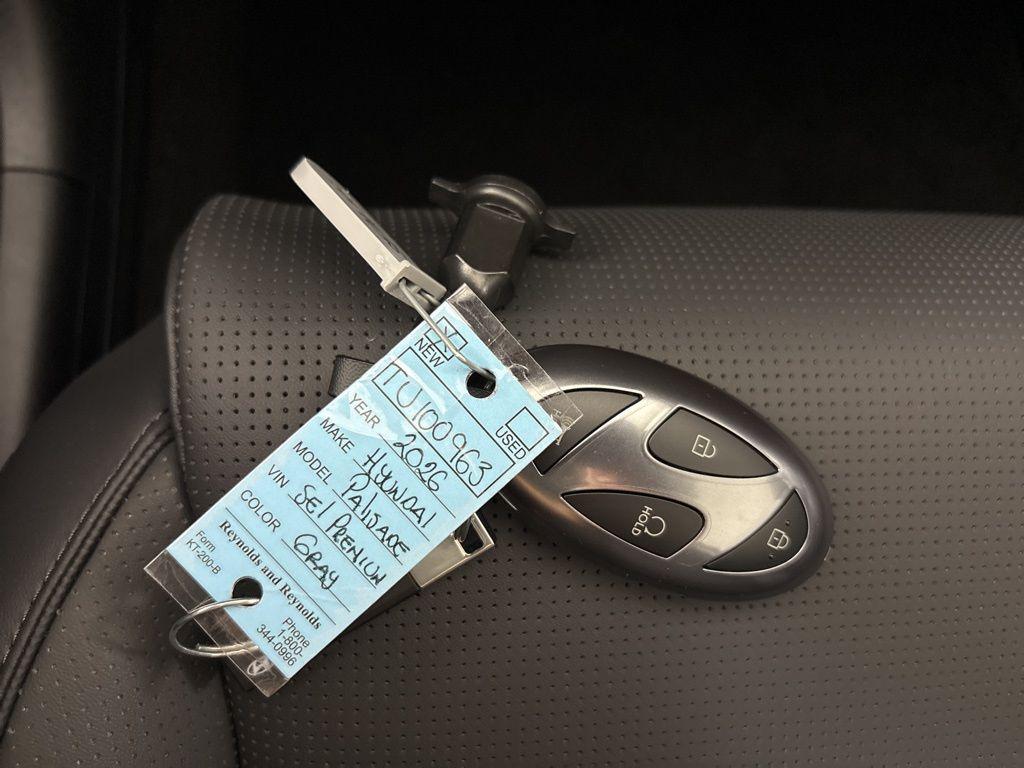 NEW
USED
TU100963
YEAR 2026
MAKE HYUNDAI
MODEL PALISADE
VIN SEL PREMIUM
COLOR GRAY
Reynolds and Reynolds
Form
KT-200-B
Phone
1-800-
344-0996
HOLD